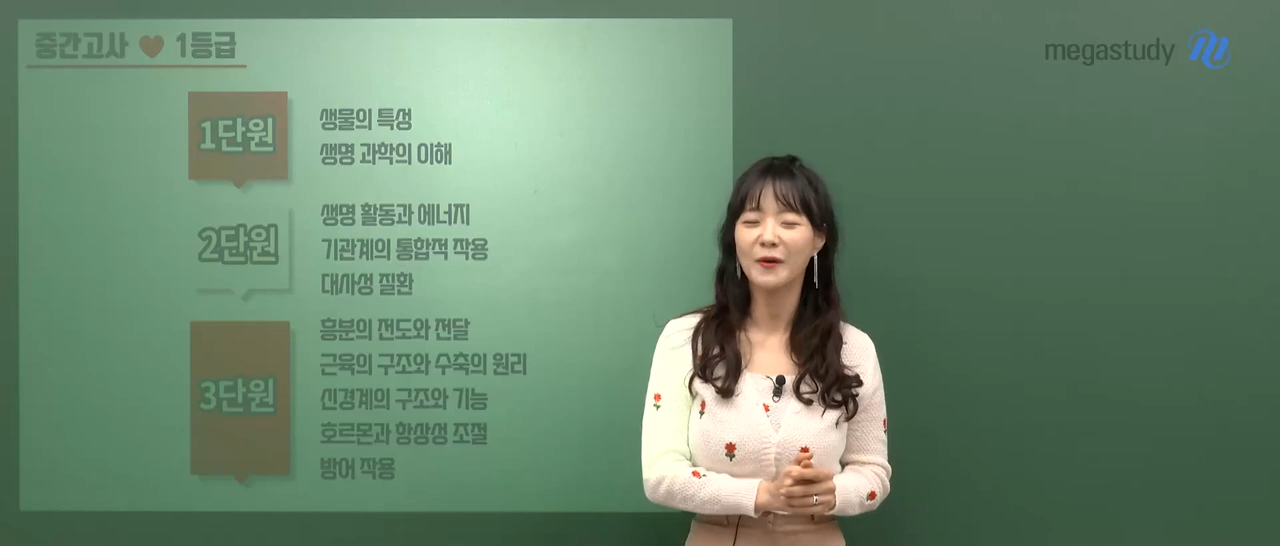 중간고사 ♥ 1등급
megastudy
1단원
생물의 특성
생명 과학의 이해
2단원
생명 활동과 에너지
기관계의 통합적 작용
대사성 질환
3단원
흥분의 전도와 전달
근육의 구조와 수축의 원리
신경계의 구조와 기능
호르몬과 항상성 조절
방어 작용